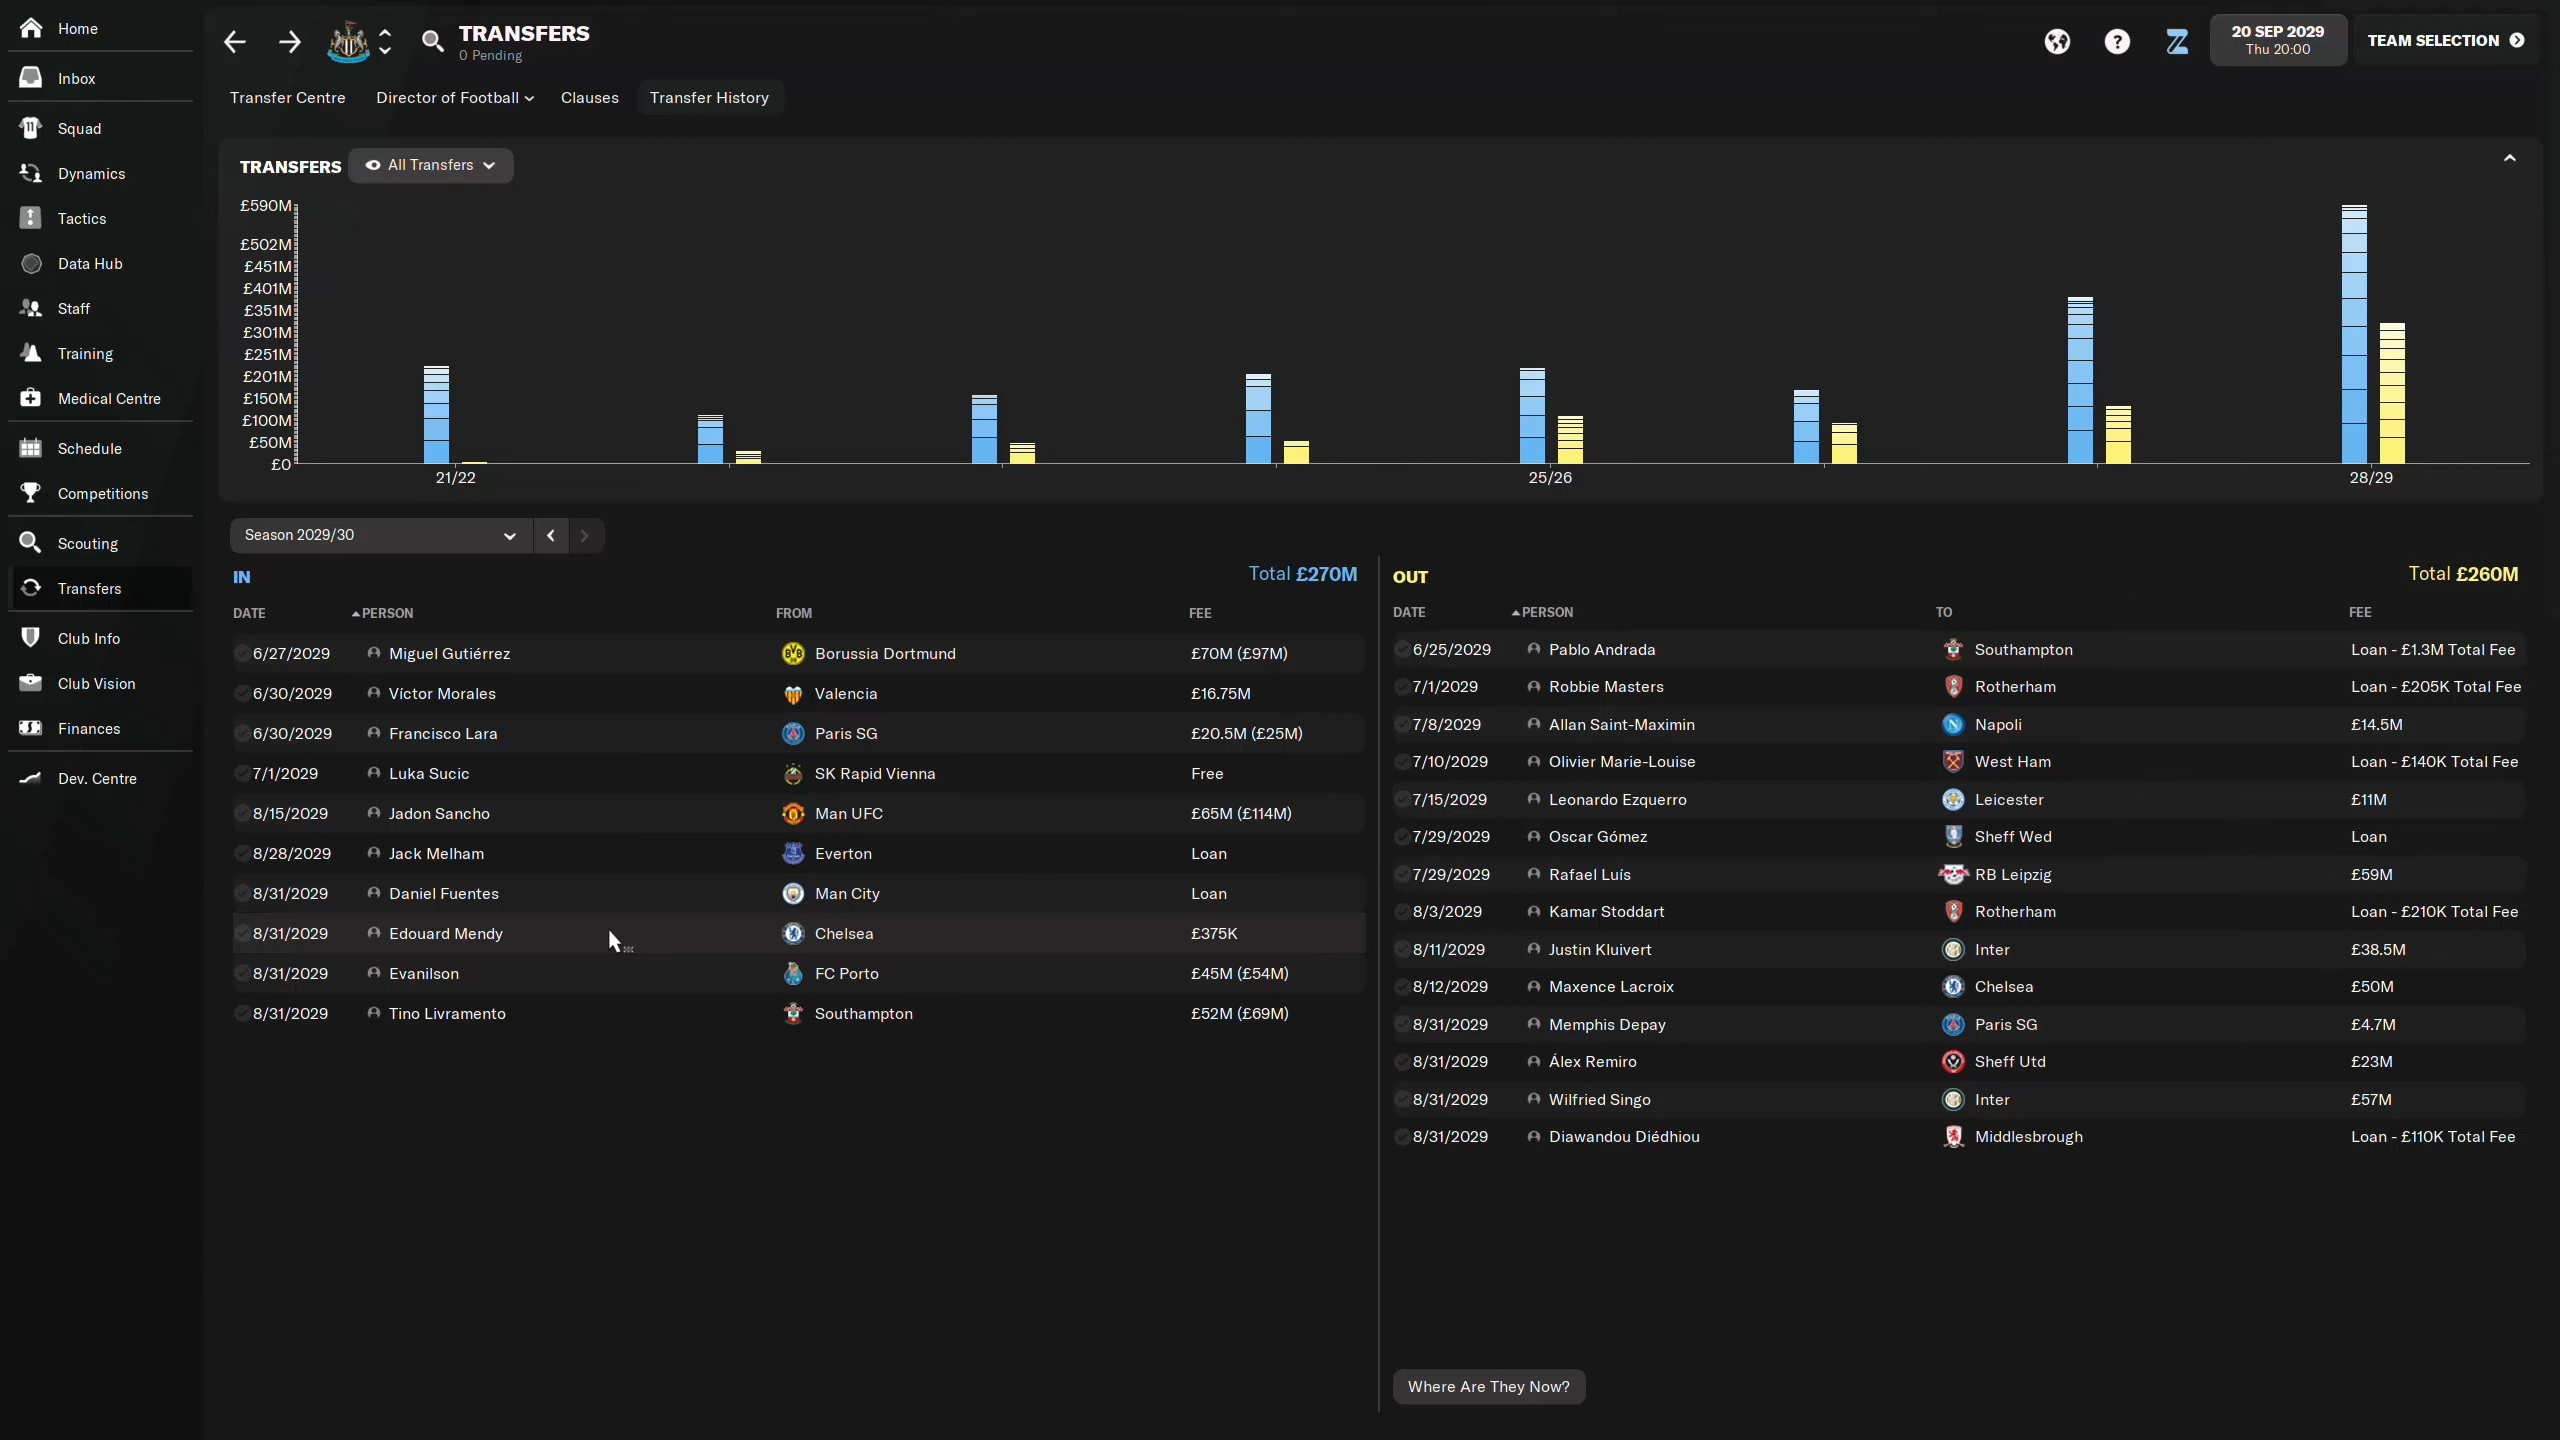 Home
Inbox
Squad
Dynamics
Tactics
Data Hub
Staff
Training
Medical Centre
Schedule
Competitions
Scouting
Transfers
Club Info
Club Vision
Finances
Dev. Centre
TRANSFERS
0 Pending
20 SEP 2029
Thu 20:00
TEAM SELECTION
Transfer Centre Director of Football Clauses Transfer History
TRANSFERS All Transfers
£590M
£502M
£451M
£401M
£351M
£301M
£251M
£201M
£150M
£100M
£50M
£0
21/22 25/26 28/29
Season 2029/30
IN Total £270M
DATE PERSON FROM FEE
6/27/2029 Miguel Gutiérrez Borussia Dortmund £70M (£97M)
6/30/2029 Víctor Morales Valencia £16.75M
6/30/2029 Francisco Lara Paris SG £20.5M (£25M)
7/1/2029 Luka Sucic SK Rapid Vienna Free
8/15/2029 Jadon Sancho Man UFC £65M (£114M)
8/28/2029 Jack Melham Everton Loan
8/31/2029 Daniel Fuentes Man City Loan
8/31/2029 Edouard Mendy Chelsea £375K
8/31/2029 Evanilson FC Porto £45M (£54M)
8/31/2029 Tino Livramento Southampton £52M (£69M)
OUT Total £260M
DATE PERSON TO FEE
6/25/2029 Pablo Andrada Southampton Loan - £1.3M Total Fee
7/1/2029 Robbie Masters Rotherham Loan - £205K Total Fee
7/8/2029 Allan Saint-Maximin Napoli £14.5M
7/10/2029 Olivier Marie-Louise West Ham Loan - £140K Total Fee
7/15/2029 Leonardo Ezquerro Leicester £11M
7/29/2029 Oscar Gómez Sheff Wed Loan
7/29/2029 Rafael Luís RB Leipzig £59M
8/3/2029 Kamar Stoddart Rotherham Loan - £210K Total Fee
8/11/2029 Justin Kluivert Inter £38.5M
8/12/2029 Maxence Lacroix Chelsea £50M
8/31/2029 Memphis Depay Paris SG £4.7M
8/31/2029 Álex Remiro Sheff Utd £23M
8/31/2029 Wilfried Singo Inter £57M
8/31/2029 Diawandou Diédhiou Middlesbrough Loan - £110K Total Fee
Where Are They Now?